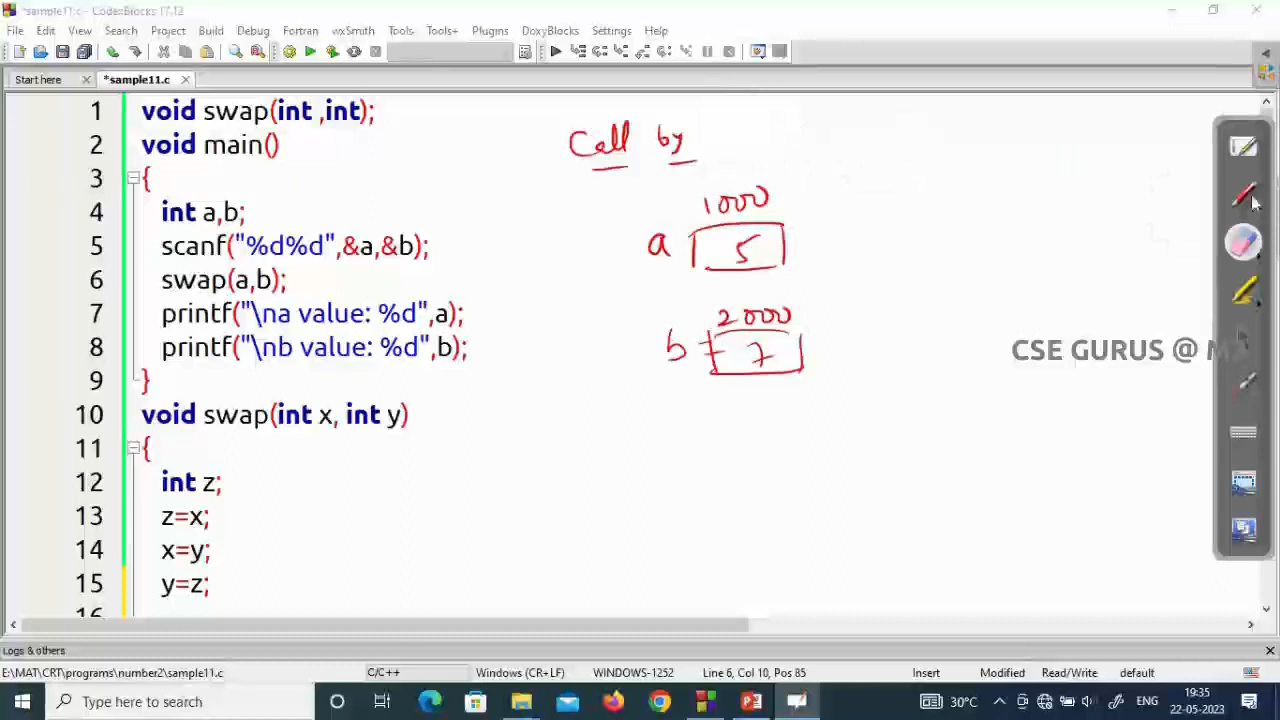 *sample11.c - Code::Blocks 17.12
File Edit View Search Project Build Debug Fortran wxSmith Tools Tools+ Plugins DoxyBlocks Settings Help
Start here *sample11.c
1 void swap(int ,int);
2 void main()
3 {
4 int a,b;
5 scanf("%d%d",&a,&b);
6 swap(a,b);
7 printf("\na value: %d",a);
8 printf("\nb value: %d",b);
9 }
10 void swap(int x, int y)
11 {
12 int z;
13 z=x;
14 x=y;
15 y=z;
16
Call by
1000
a 5
2000
b 7
CSE GURUS @ M
Logs & others
E:\MAT\CRT\programs\number2\sample11.c C/C++ Windows (CR+LF) WINDOWS-1252 Line 6, Col 10, Pos 85 Insert Modified Read/Write default
Type here to search 30°C ENG 19:35
22-05-2023